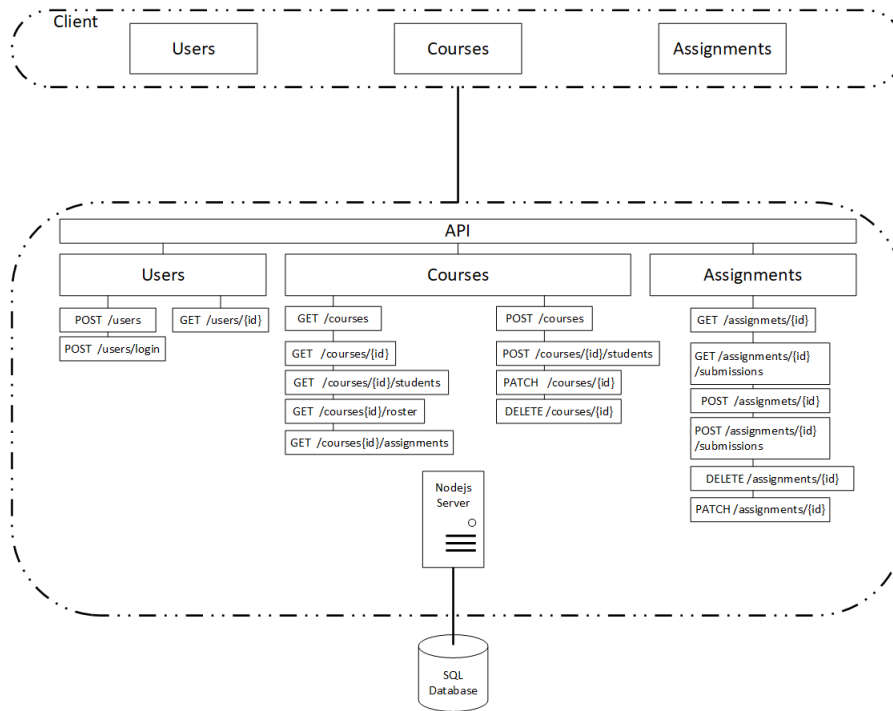 Client
Users
Courses
Assignments
API
Users
Courses
Assignments
POST /users
GET /users/{id}
POST /users/login
GET /courses
GET /courses/{id}
GET /courses/{id}/students
GET /courses{id}/roster
GET /courses{id}/assignments
POST /courses
POST /courses/{id}/students
PATCH /courses/{id}
DELETE /courses/{id}
GET /assignmets/{id}
GET /assignments/{id}
/submissions
POST /assignmets/{id}
POST /assignments/{id}
/submissions
DELETE /assignments/{id}
PATCH /assignments/{id}
Nodejs
Server
SQL
Database